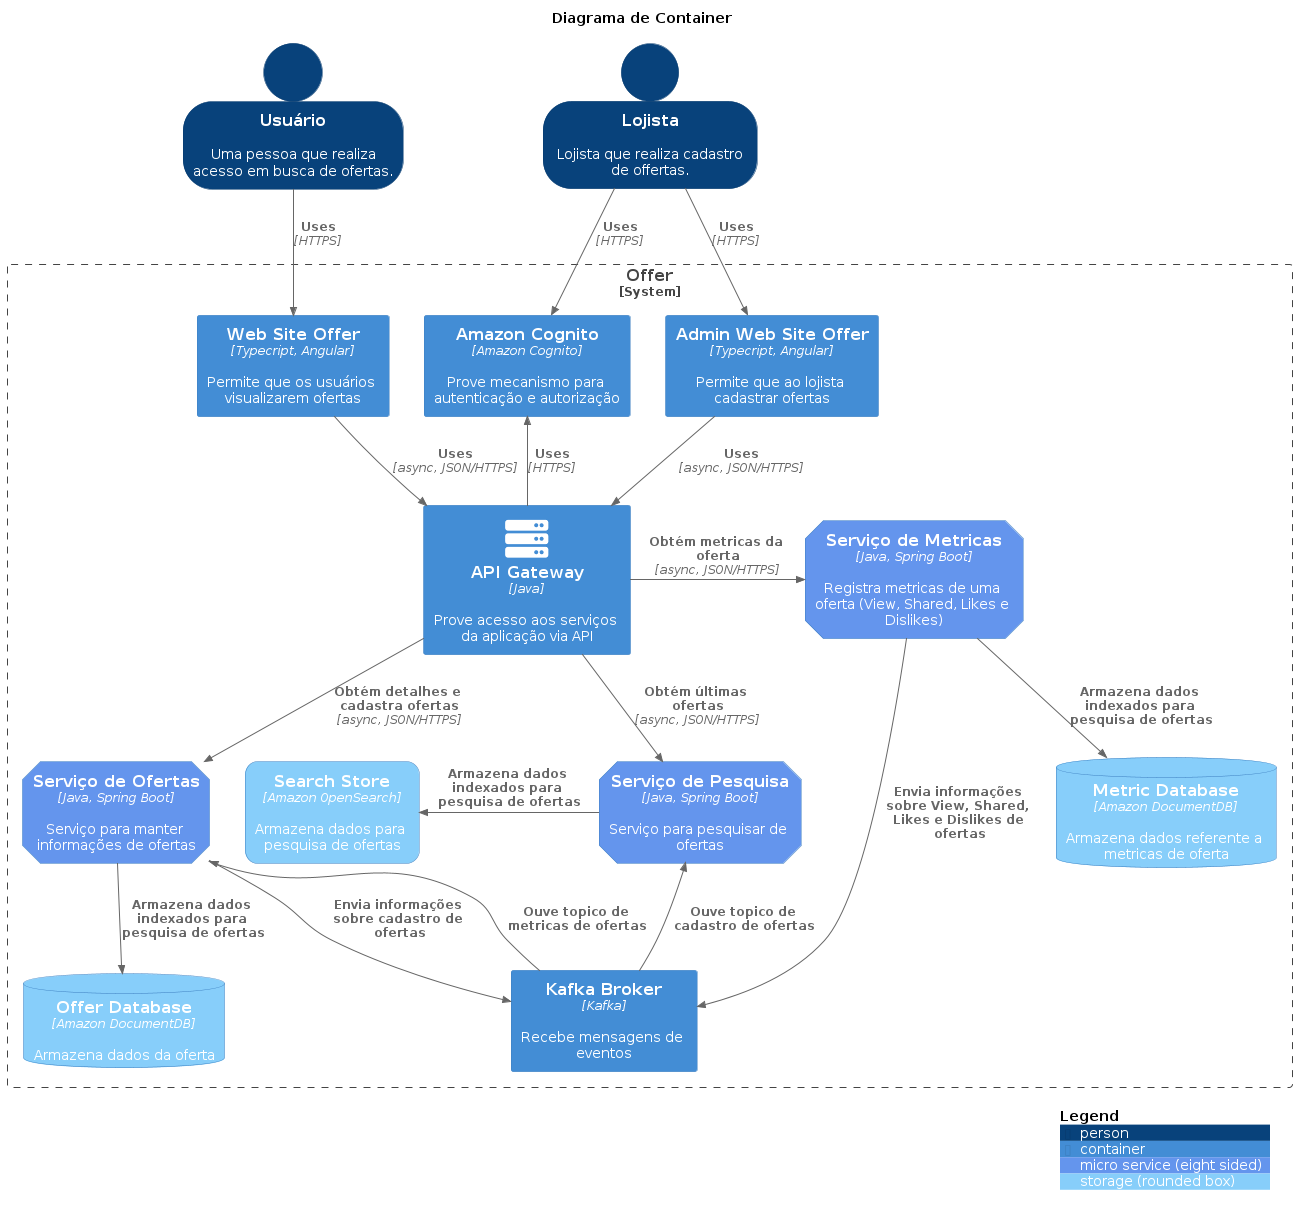 Diagrama de Container
Usuário
Uma pessoa que realiza
acesso em busca de ofertas.
Lojista
Lojista que realiza cadastro
de offertas.
Uses
[HTTPS]
Uses
[HTTPS]
Uses
[HTTPS]
Offer
[System]
Web Site Offer
[Typecript, Angular]
Permite que os usuários
visualizarem ofertas
Amazon Cognito
[Amazon Cognito]
Prove mecanismo para
autenticação e autorização
Admin Web Site Offer
[Typecript, Angular]
Permite que ao lojista
cadastrar ofertas
Uses
[async, JS0N/HTTPS]
Uses
[HTTPS]
Uses
[async, JS0N/HTTPS]
API Gateway
[Java]
Prove acesso aos serviços
da aplicação via API
Obtém metricas da
oferta
[async, JS0N/HTTPS]
Serviço de Metricas
[Java, Spring Boot]
Registra metricas de uma
oferta (View, Shared, Likes e
Dislikes)
Obtém detalhes e
cadastra ofertas
[async, JS0N/HTTPS]
Obtém últimas
ofertas
[async, JS0N/HTTPS]
Armazena dados
indexados para
pesquisa de ofertas
Serviço de Ofertas
[Java, Spring Boot]
Serviço para manter
informações de ofertas
Search Store
[Amazon OpenSearch]
Armazena dados para
pesquisa de ofertas
Armazena dados
indexados para
pesquisa de ofertas
Serviço de Pesquisa
[Java, Spring Boot]
Serviço para pesquisar de
ofertas
Envia informações
sobre View, Shared,
Likes e Dislikes de
ofertas
Metric Database
[Amazon DocumentDB]
Armazena dados referente a
metricas de oferta
Armazena dados
indexados para
pesquisa de ofertas
Envia informações
sobre cadastro de
ofertas
Ouve topico de
metricas de ofertas
Ouve topico de
cadastro de ofertas
Offer Database
[Amazon DocumentDB]
Armazena dados da oferta
Kafka Broker
[Kafka]
Recebe mensagens de
eventos
Legend
person
container
micro service (eight sided)
storage (rounded box)